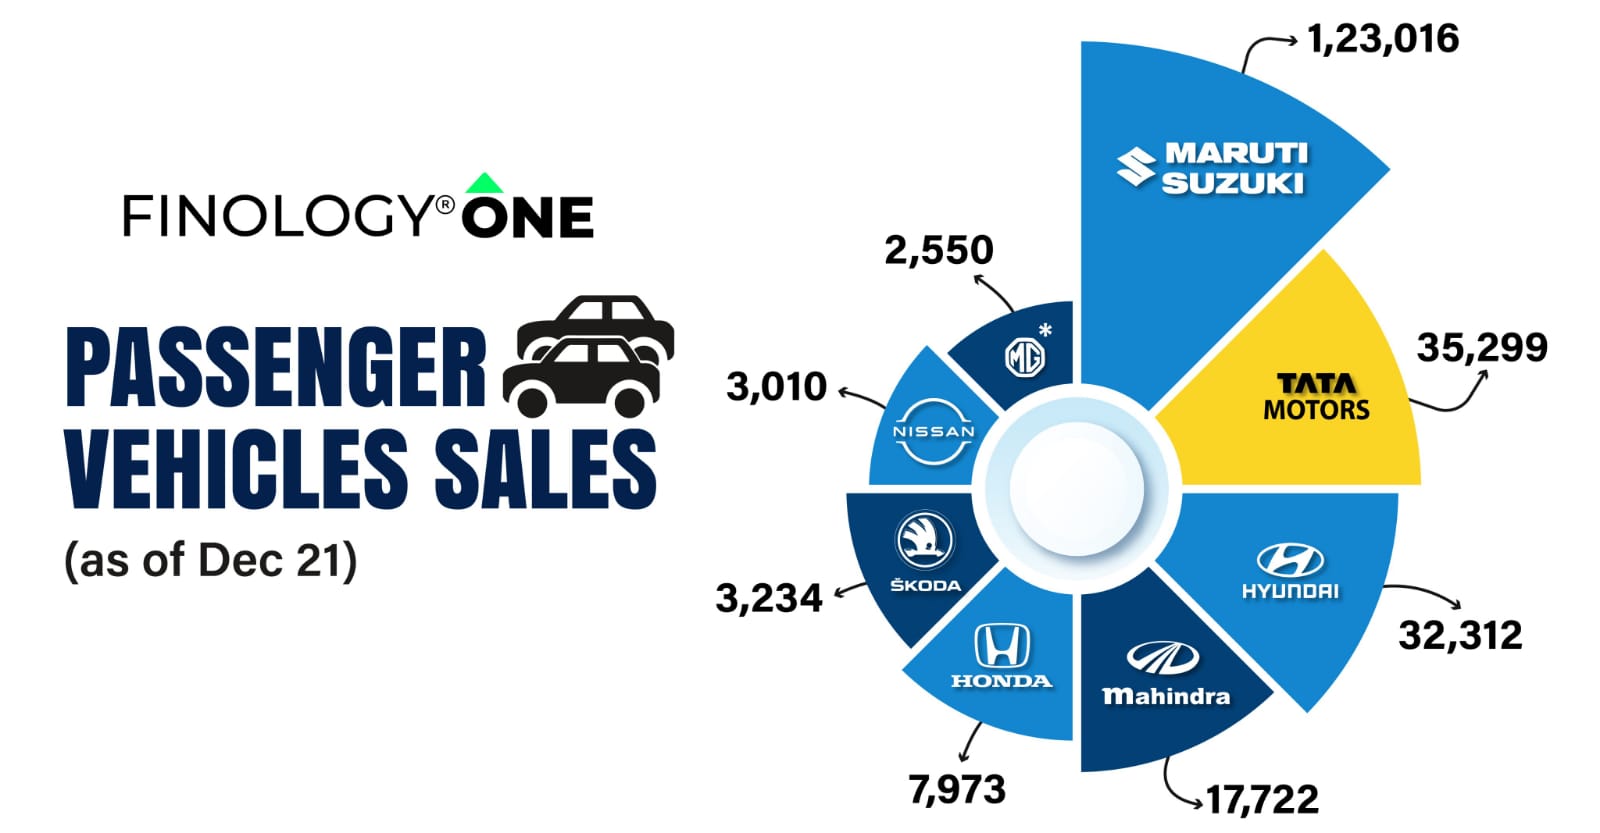 FINOLOGY® ONE
PASSENGER
VEHICLES SALES
(as of Dec 21)
1,23,016
MARUTI
SUZUKI
35,299
TATA
MOTORS
32,312
HYUNDAI
17,722
Mahindra
7,973
HONDA
3,234
ŠKODA
3,010
NISSAN
2,550
MG*